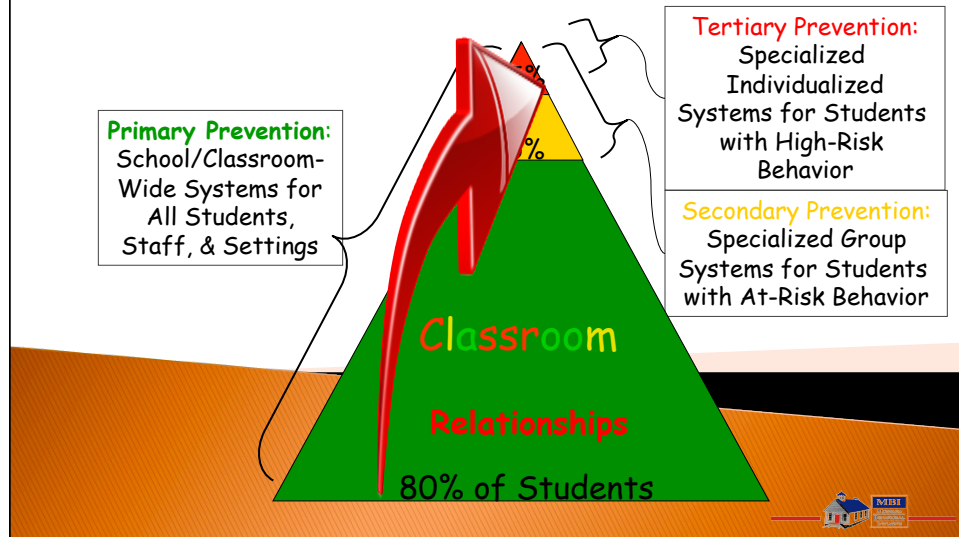 Primary Prevention:
School/Classroom-
Wide Systems for
All Students,
Staff, & Settings
Tertiary Prevention:
Specialized
Individualized
Systems for Students
with High-Risk
Behavior
Secondary Prevention:
Specialized Group
Systems for Students
with At-Risk Behavior
Classroom
Relationships
80% of Students
MBI